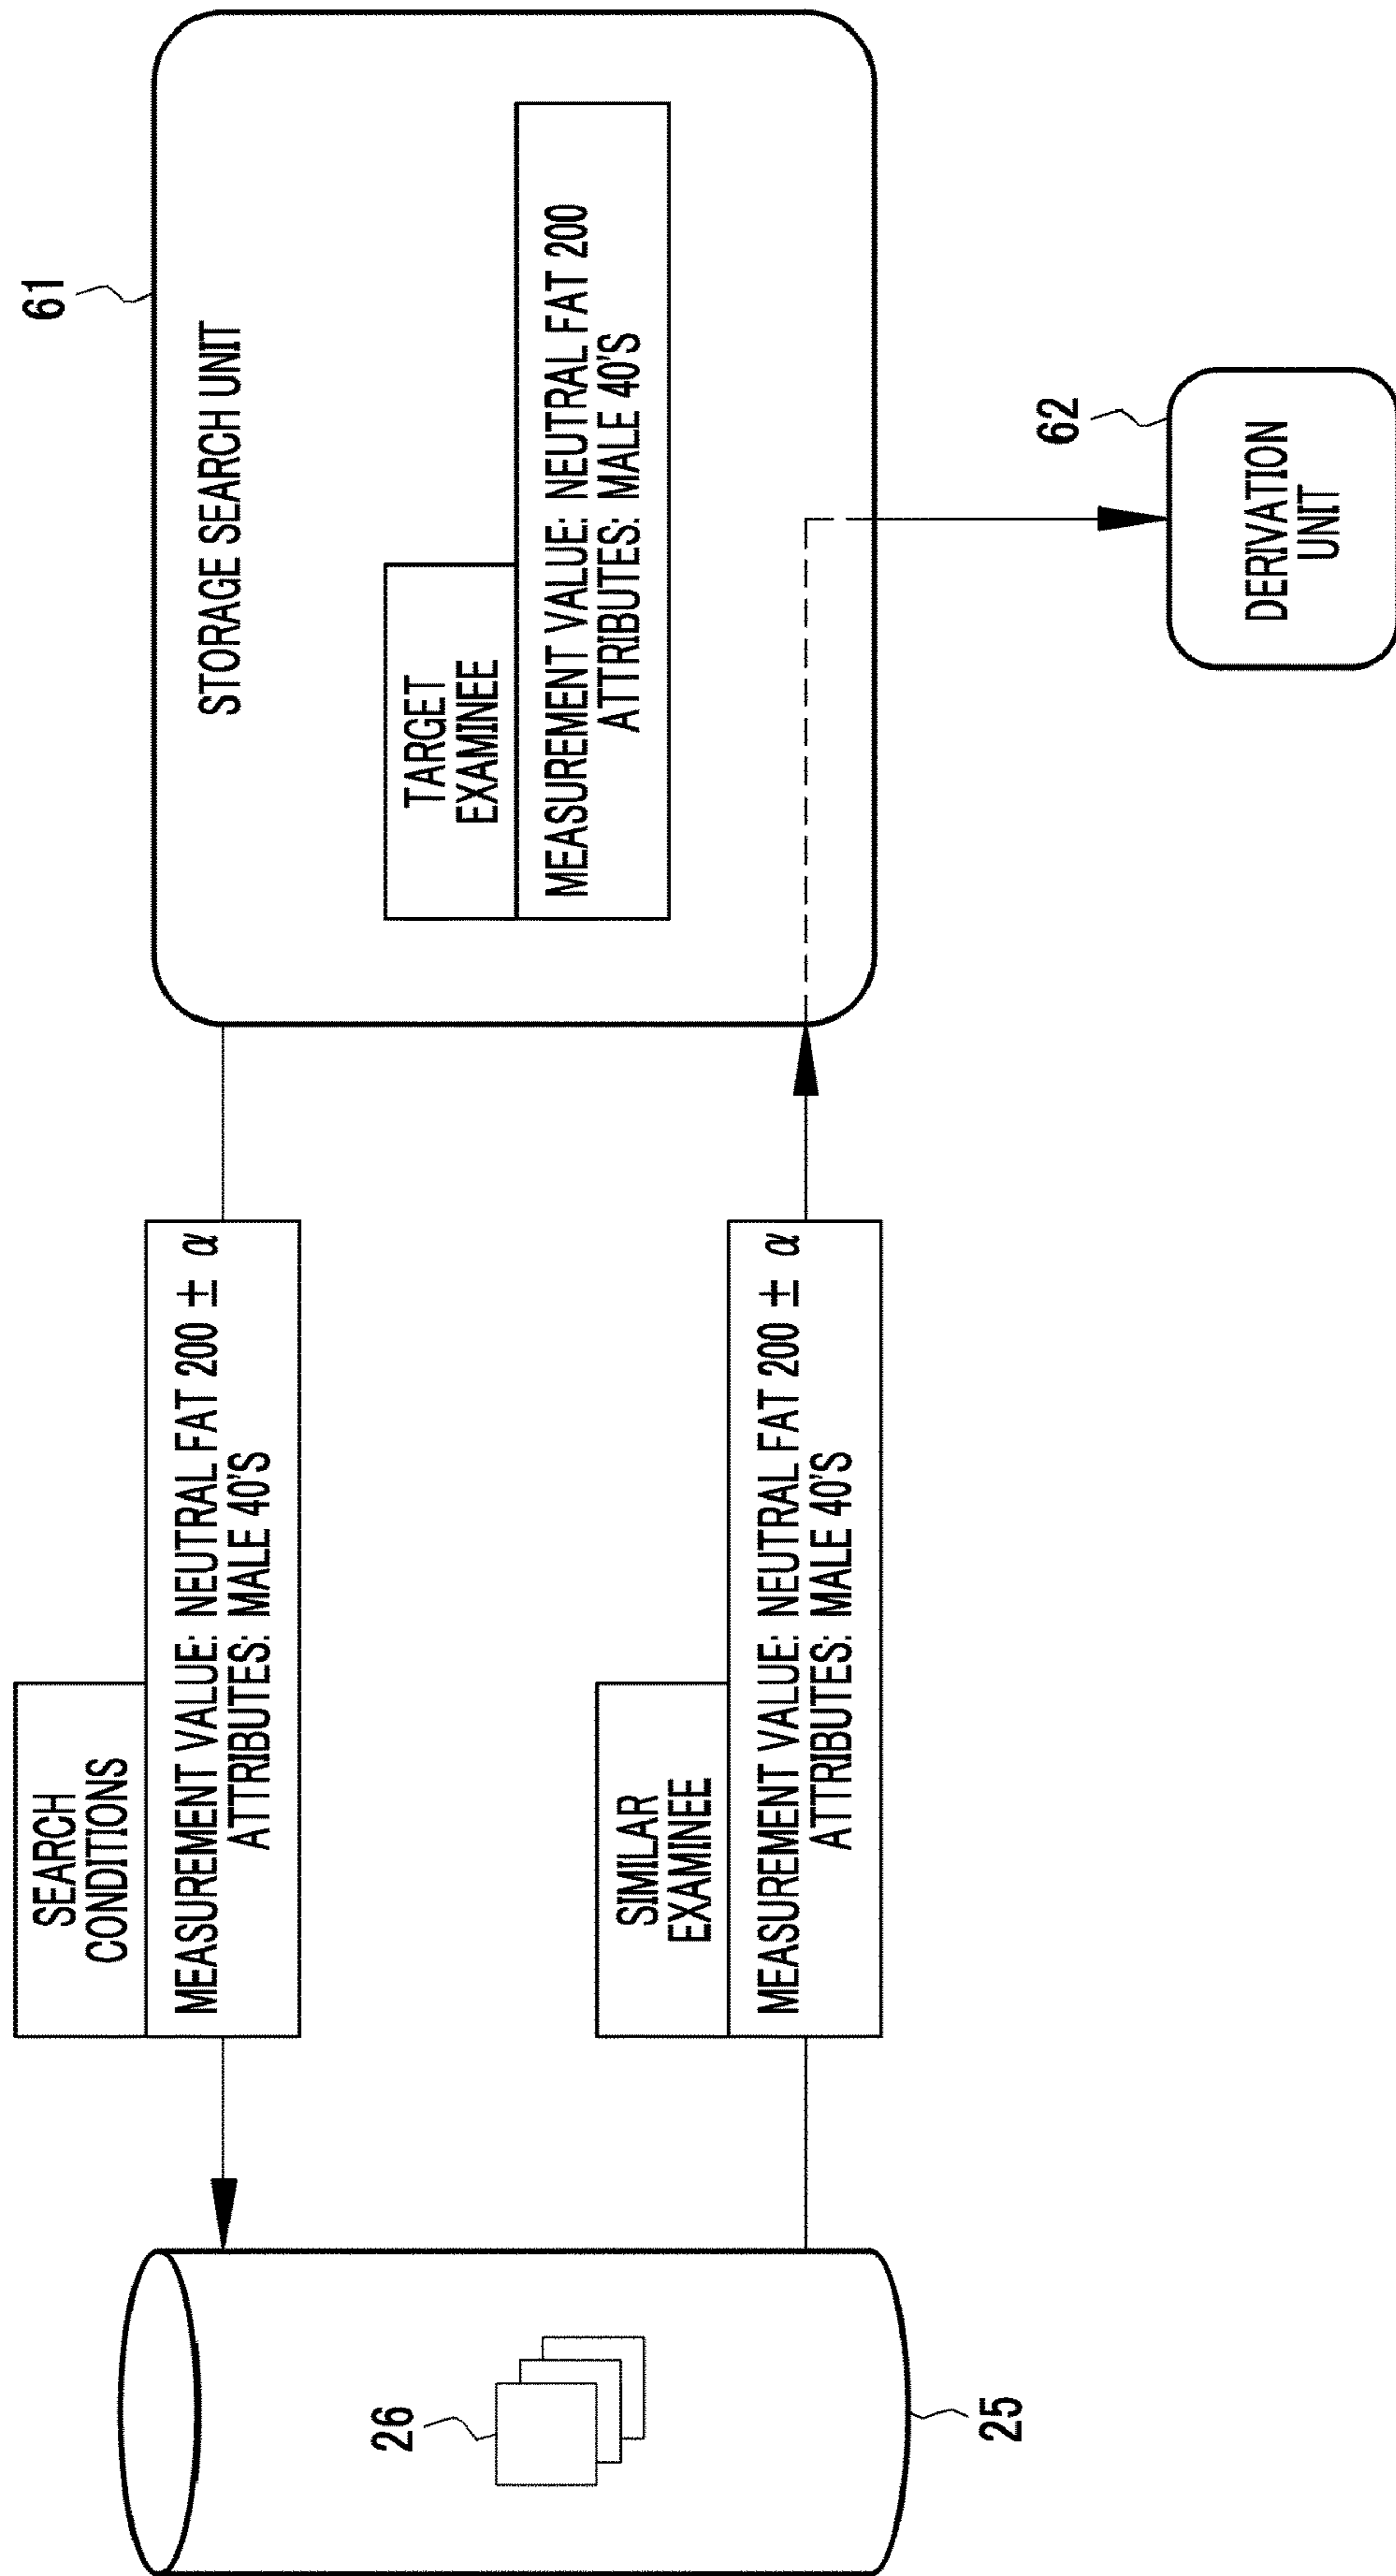 61
STORAGE SEARCH UNIT
TARGET
EXAMINEE
MEASUREMENT VALUE: NEUTRAL FAT 200
ATTRIBUTES: MALE 40'S
SEARCH
CONDITIONS
MEASUREMENT VALUE: NEUTRAL FAT 200 ± α
ATTRIBUTES: MALE 40'S
SIMILAR
EXAMINEE
MEASUREMENT VALUE: NEUTRAL FAT 200 ± α
ATTRIBUTES: MALE 40'S
26
25
62
DERIVATION
UNIT